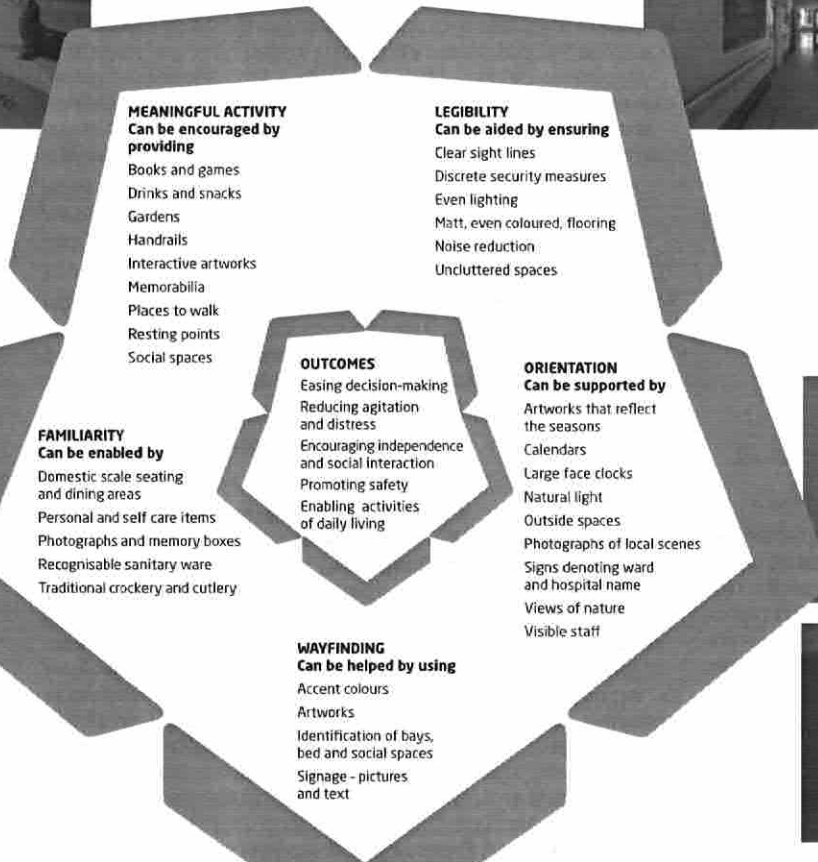 MEANINGFUL ACTIVITY
Can be encouraged by
providing
Books and games
Drinks and snacks
Gardens
Handrails
Interactive artworks
Memorabilia
Places to walk
Resting points
Social spaces
LEGIBILITY
Can be aided by ensuring
Clear sight lines
Discrete security measures
Even lighting
Matt, even coloured, flooring
Noise reduction
Uncluttered spaces
OUTCOMES
Easing decision-making
Reducing agitation
and distress
Encouraging independence
and social interaction
Promoting safety
Enabling activities
of daily living
ORIENTATION
Can be supported by
Artworks that reflect
the seasons
Calendars
Large face clocks
Natural light
Outside spaces
Photographs of local scenes
Signs denoting ward
and hospital name
Views of nature
Visible staff
FAMILIARITY
Can be enabled by
Domestic scale seating
and dining areas
Personal and self care items
Photographs and memory boxes
Recognisable sanitary ware
Traditional crockery and cutlery
WAYFINDING
Can be helped by using
Accent colours
Artworks
Identification of bays,
bed and social spaces
Signage - pictures
and text